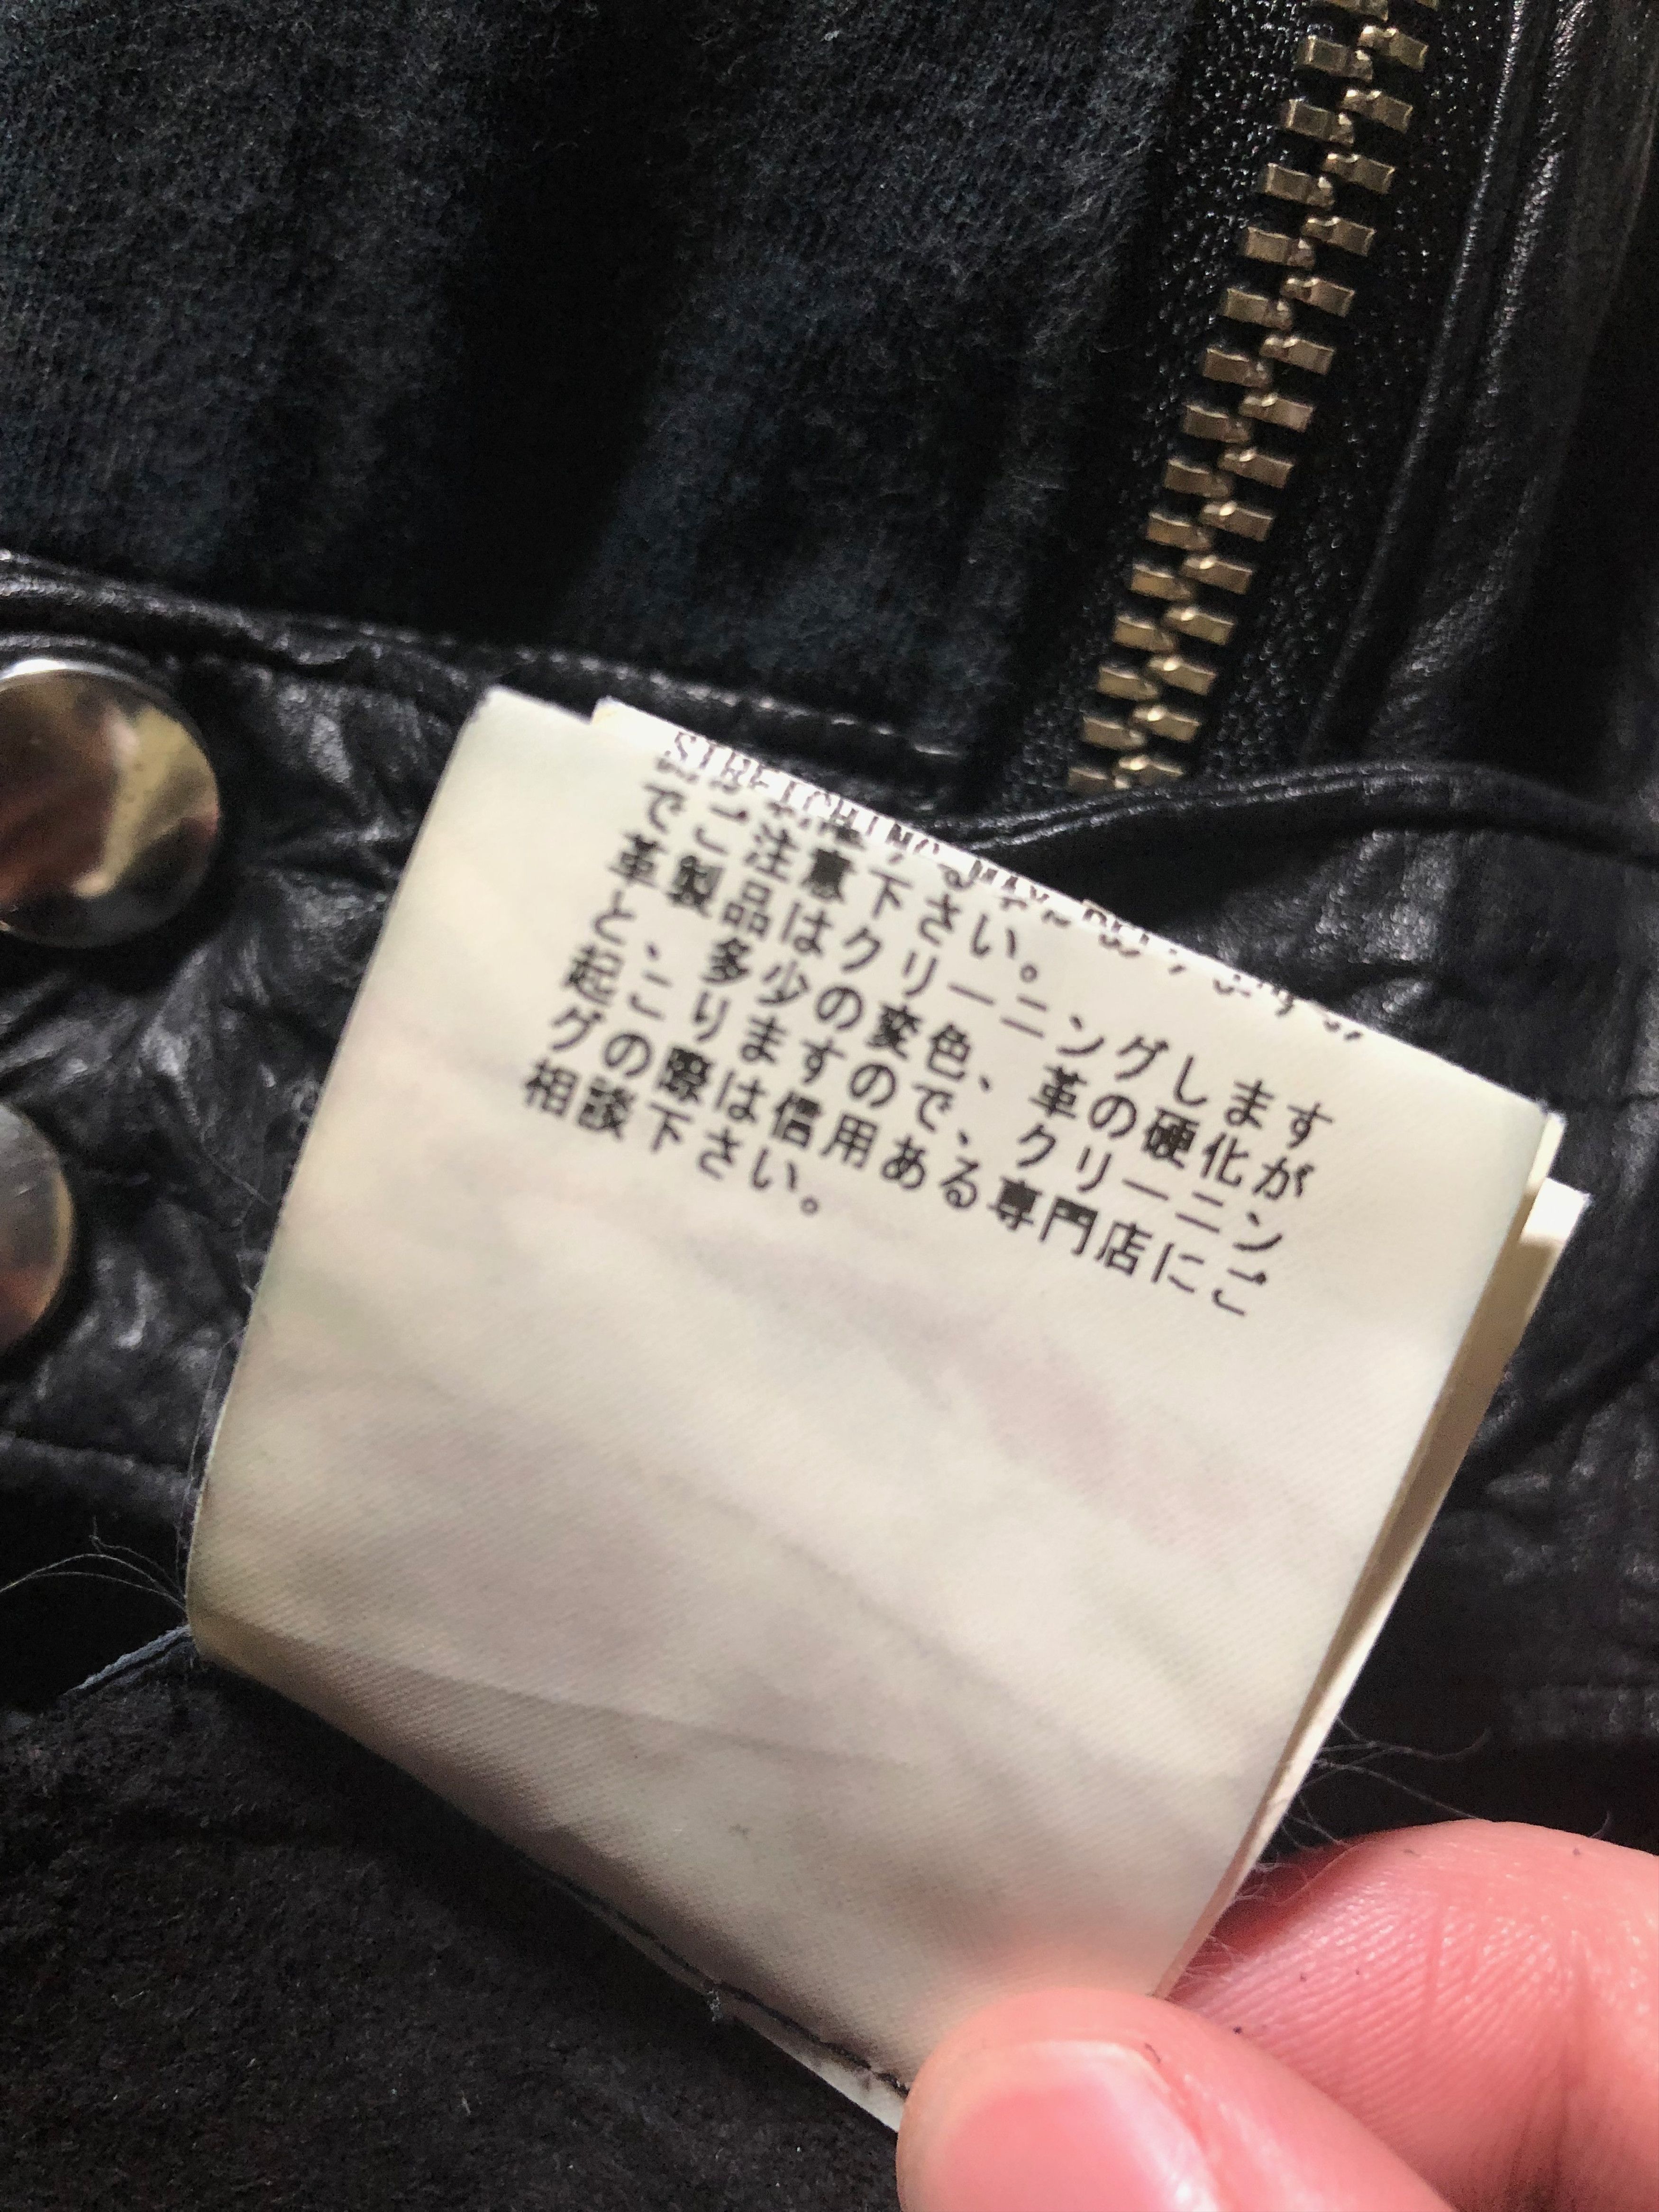 STRETCHING MAY
でご注意下さい。
革製品はクリーニングします
と、多少の変色、革の硬化が
起こりますので、クリーニン
グの際は信用ある専門店にご
相談下さい。